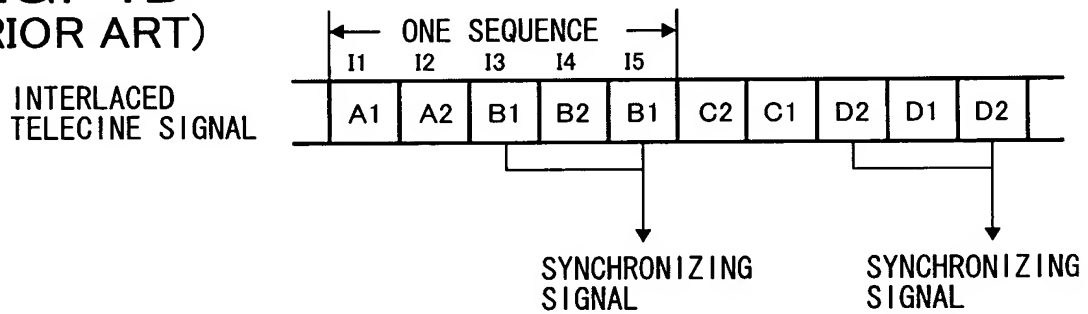 (PRIOR ART)
ONE SEQUENCE
I1 I2 I3 I4 I5
INTERLACED
TELECINE SIGNAL
A1 A2 B1 B2 B1 C2 C1 D2 D1 D2
SYNCHRONIZING
SIGNAL
SYNCHRONIZING
SIGNAL